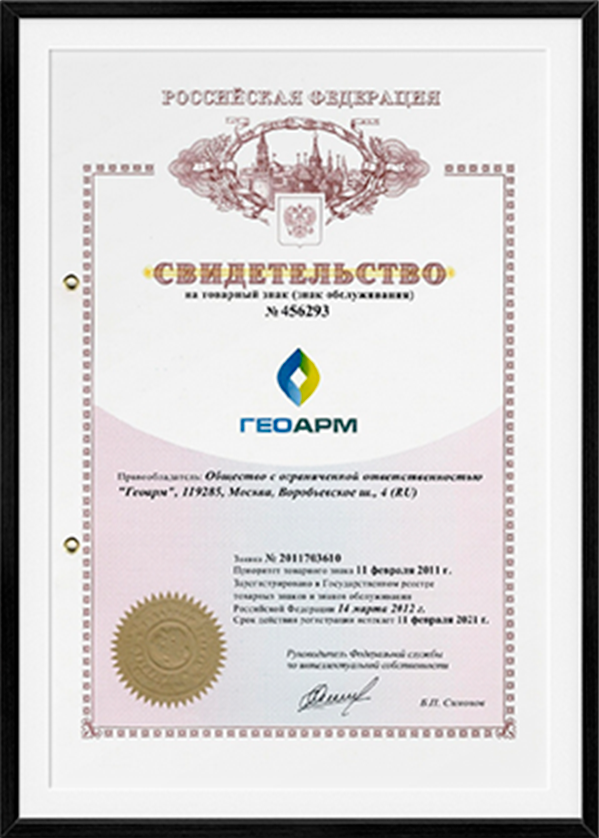 РОССИЙСКАЯ ФЕДЕРАЦИЯ
СВИДЕТЕЛЬСТВО
на товарный знак (знак обслуживания)
№ 456293
ГЕОАРМ
Правообладатель: Общество с ограниченной ответственностью
"Геоарм", 119285, Москва, Воробьевское ш., 4 (RU)
Заявка № 2011703610
Приоритет товарного знака 11 февраля 2011 г.
Зарегистрировано в Государственном реестре
товарных знаков и знаков обслуживания
Российской Федерации 14 марта 2012 г.
Срок действия регистрации истекает 11 февраля 2021 г.
Руководитель Федеральной службы
по интеллектуальной собственности
Б.П. Симонов